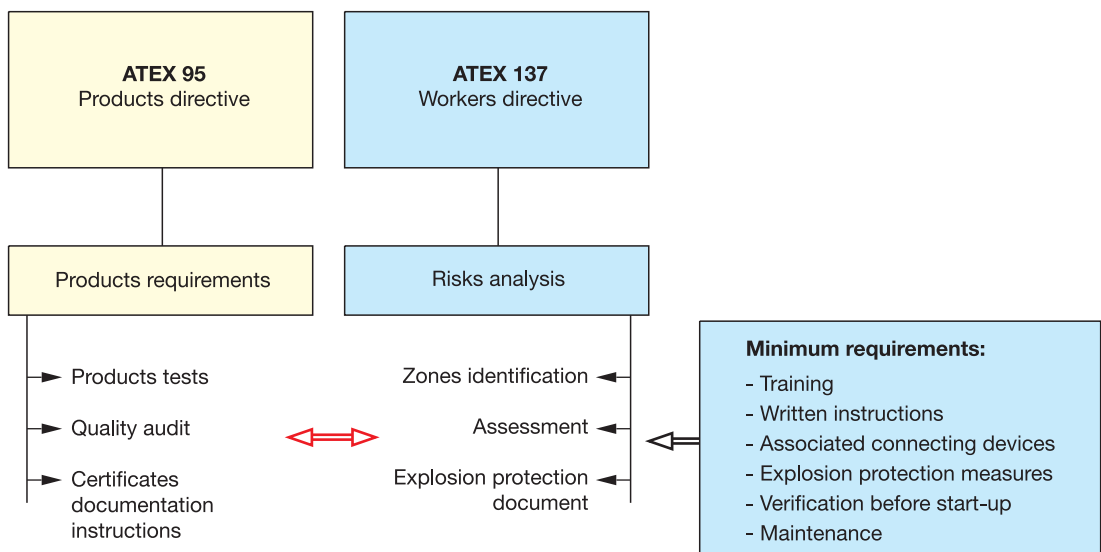 ATEX 95
Products directive
ATEX 137
Workers directive
Products requirements
Risks analysis
Products tests
Quality audit
Certificates
documentation
instructions
Zones identification
Assessment
Explosion protection
document
Minimum requirements:
- Training
- Written instructions
- Associated connecting devices
- Explosion protection measures
- Verification before start-up
- Maintenance